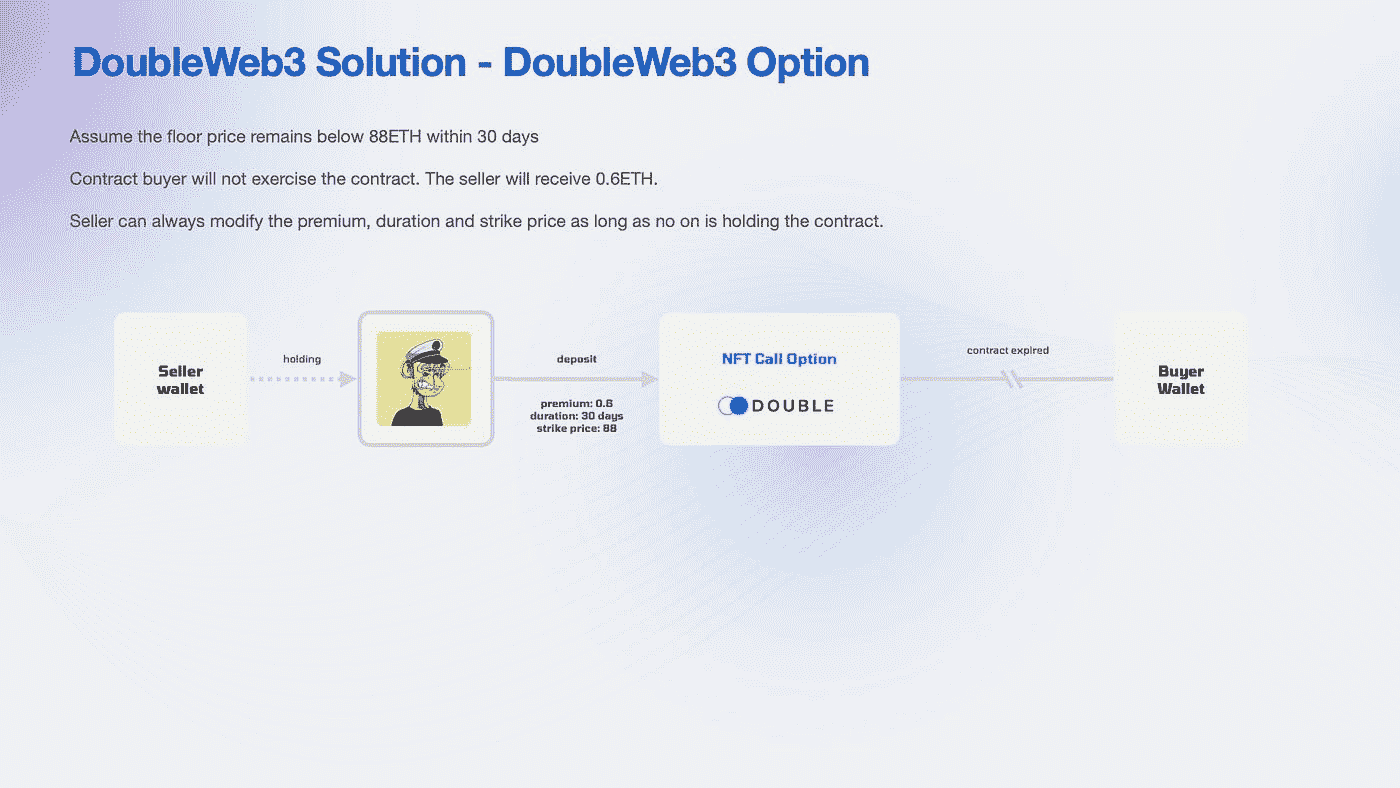 DoubleWeb3 Solution - DoubleWeb3 Option
Assume the floor price remains below 88ETH within 30 days
Contract buyer will not exercise the contract. The seller will receive 0.6ETH.
Seller can always modify the premium, duration and strike price as long as no on is holding the contract.
Seller
wallet
holding
deposit
premium: 0.6
duration: 30 days
strike price: 88
NFT Call Option
DOUBLE
contract expired
Buyer
Wallet